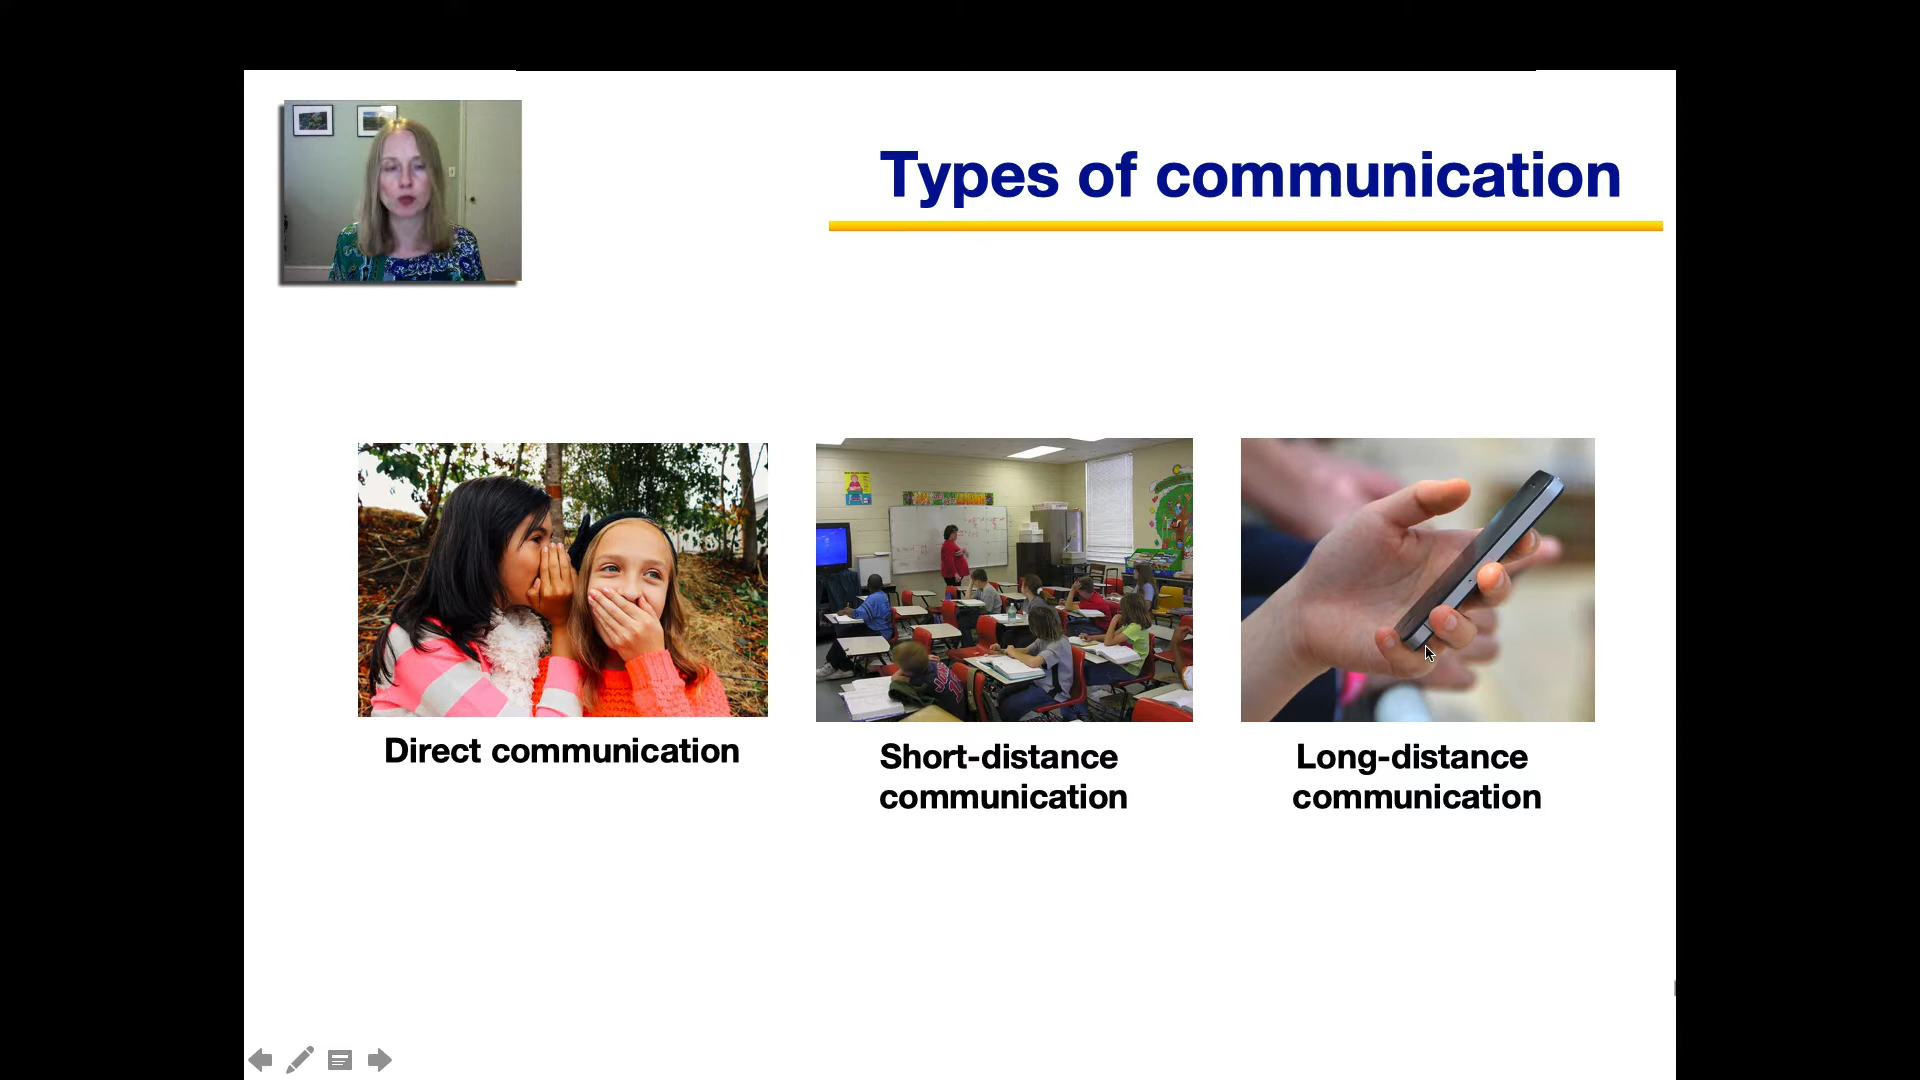 Types of communication
Direct communication
Short-distance
communication
Long-distance
communication